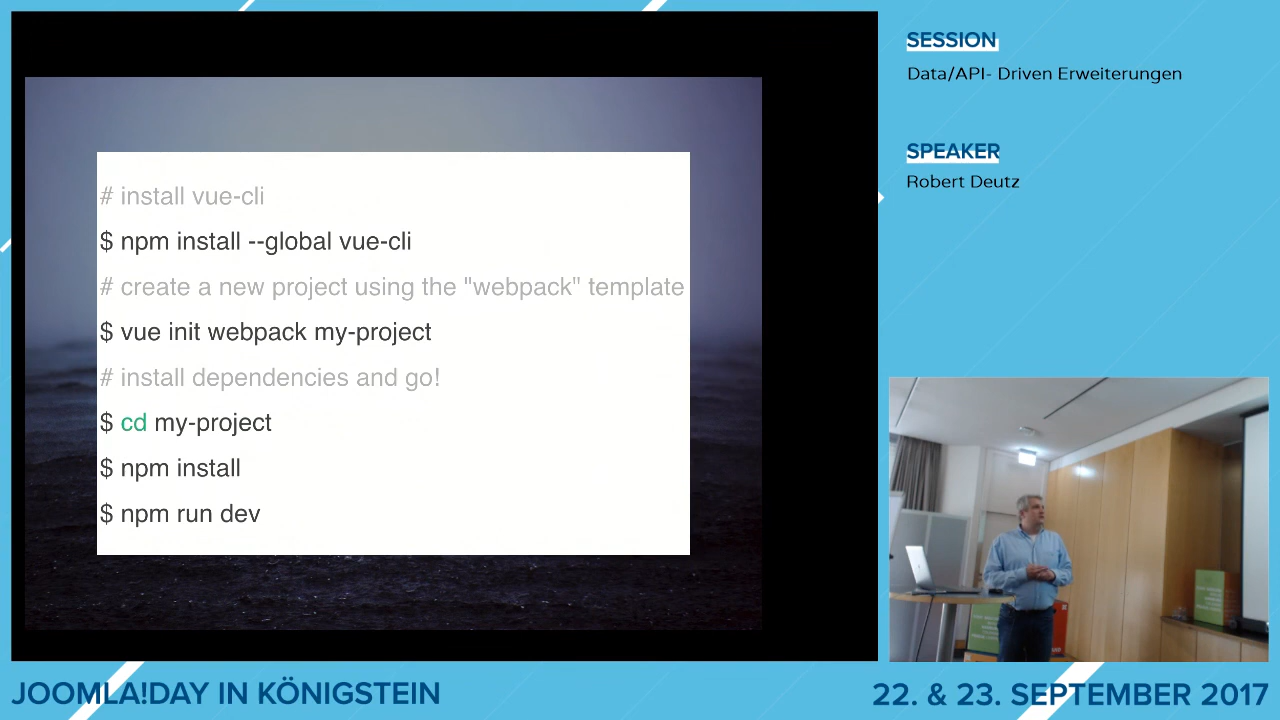 # install vue-cli
$ npm install --global vue-cli
# create a new project using the "webpack" template
$ vue init webpack my-project
# install dependencies and go!
$ cd my-project
$ npm install
$ npm run dev
SESSION
Data/API- Driven Erweiterungen
SPEAKER
Robert Deutz
JOOMLA!DAY IN KÖNIGSTEIN
22. & 23. SEPTEMBER 2017